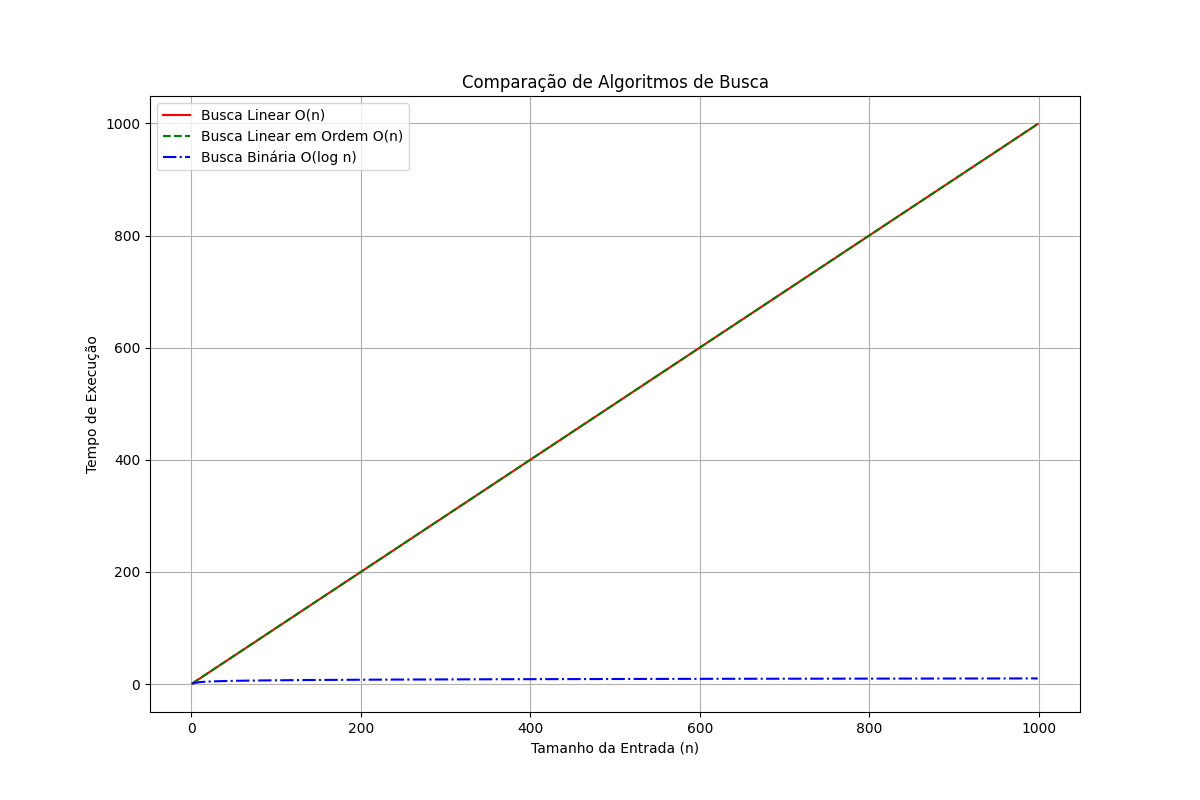 Comparação de Algoritmos de Busca
Busca Linear O(n)
Busca Linear em Ordem O(n)
Busca Binária O(log n)
1000
800
600
400
200
0
Tempo de Execução
0
200
400
600
800
1000
Tamanho da Entrada (n)